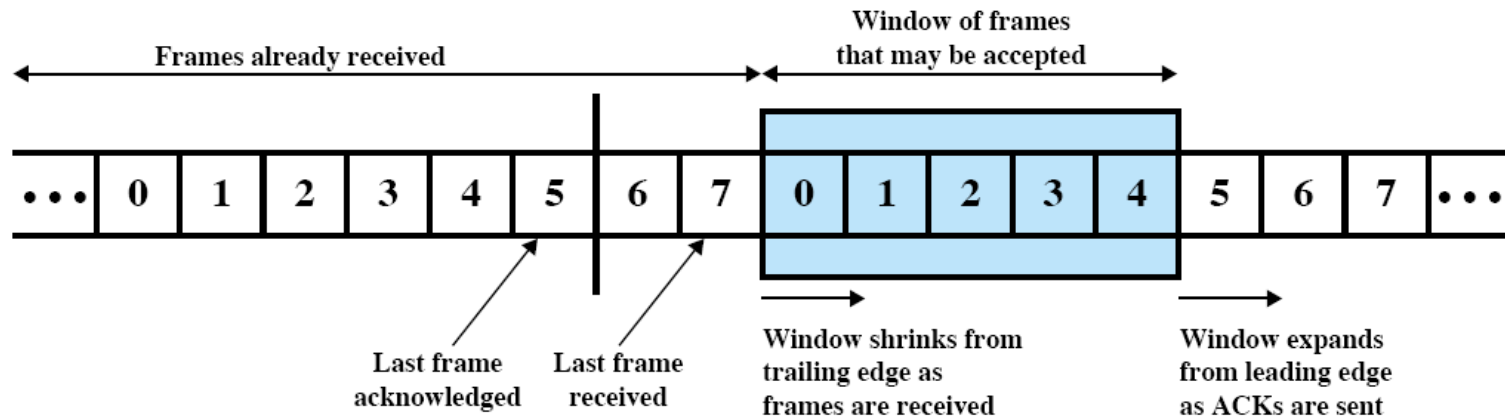 Window of frames
that may be accepted
Frames already received
••• 0 1 2 3 4 5 6 7 0 1 2 3 4 5 6 7 •••
Last frame
acknowledged
Last frame
received
Window shrinks from
trailing edge as
frames are received
Window expands
from leading edge
as ACKs are sent